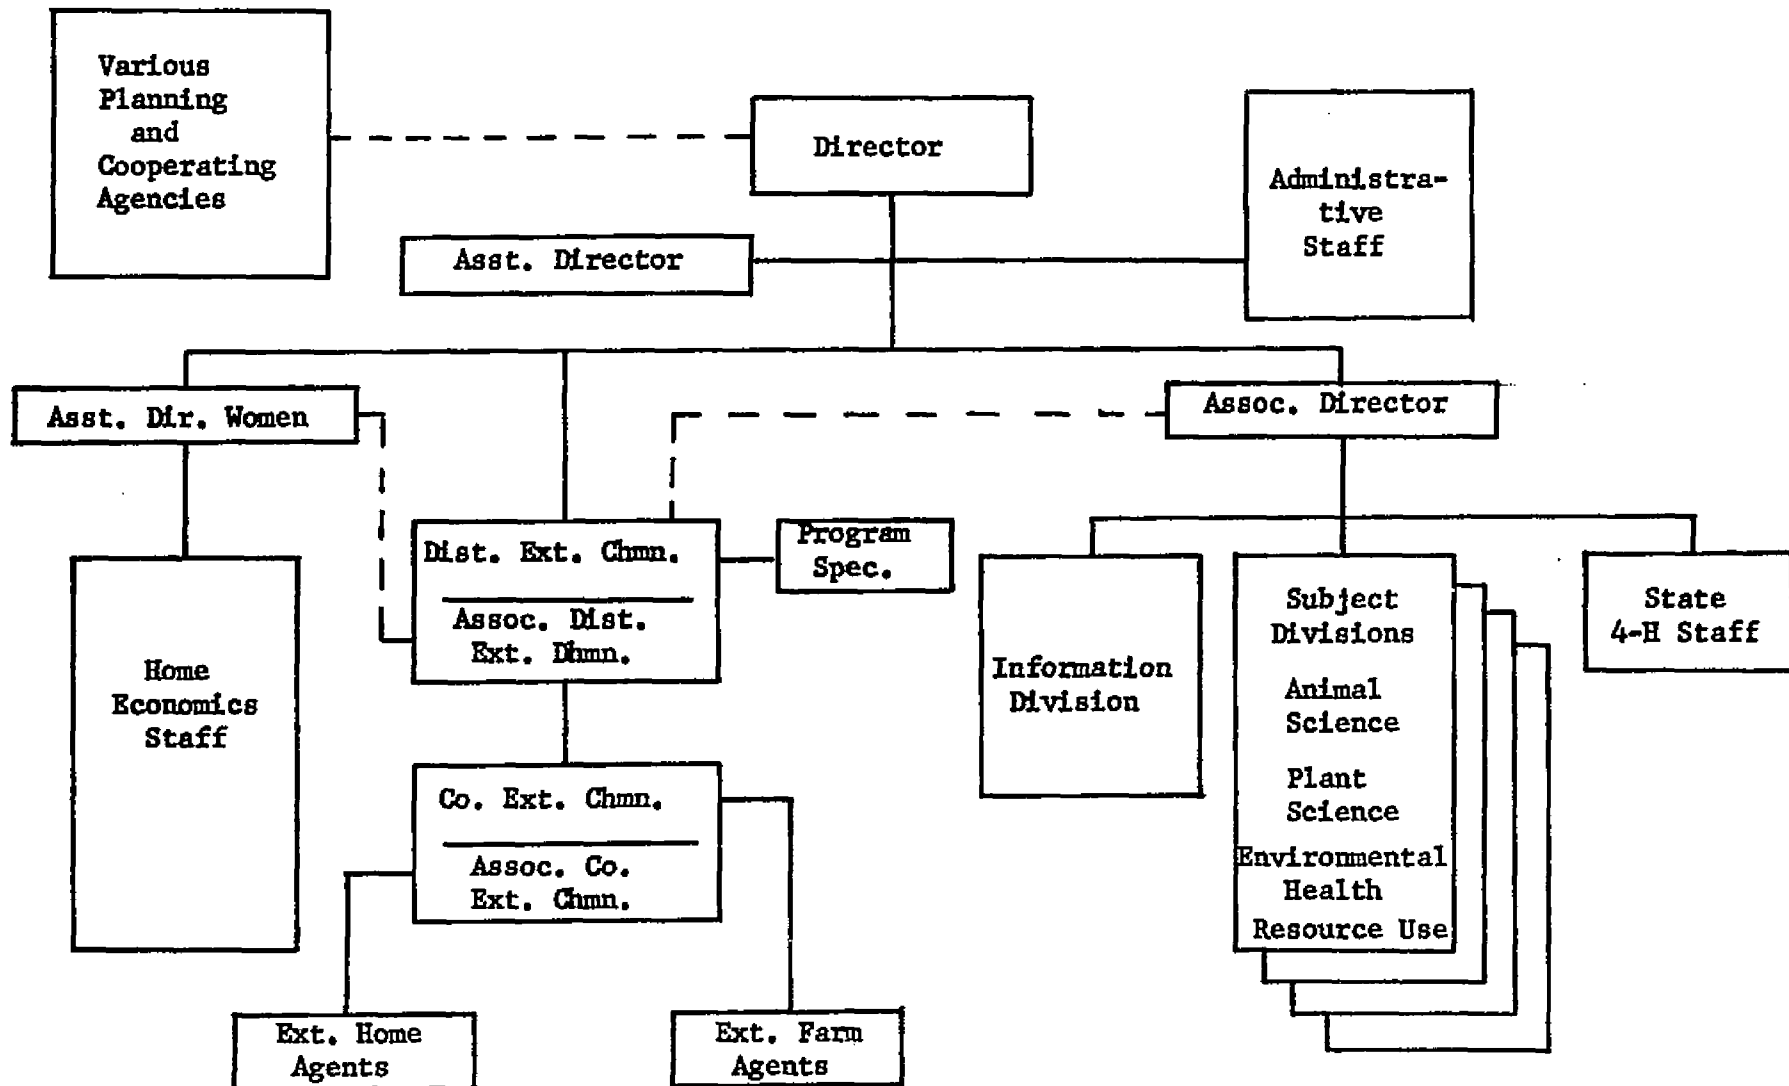 Various
Planning
and
Cooperating
Agencies
Director
Administra-
tive
Staff
Asst. Director
Asst. Dir. Women
Assoc. Director
Dist. Ext. Chmn.
Assoc. Dist.
Ext. Dhmn.
Program
Spec.
Home
Economics
Staff
Information
Division
Subject
Divisions
Animal
Science
Plant
Science
Environmental
Health
Resource Use
State
4-H Staff
Co. Ext. Chmn.
Assoc. Co.
Ext. Chmn.
Ext. Home
Agents
Ext. Farm
Agents